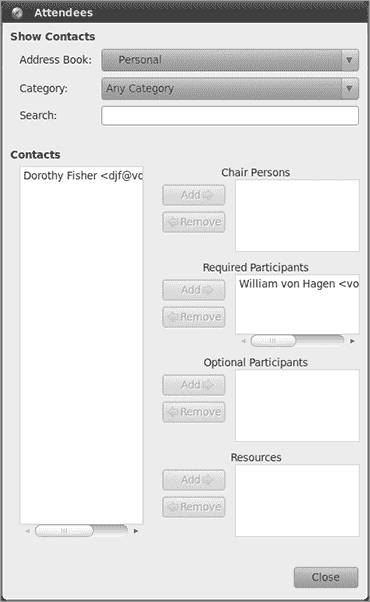 Attendees
Show Contacts
Address Book: Personal
Category: Any Category
Search:
Contacts
Dorothy Fisher <djf@vo
Chair Persons
Add
Remove
Required Participants
Add
Remove
William von Hagen <vo
Optional Participants
Add
Remove
Resources
Add
Remove
Close